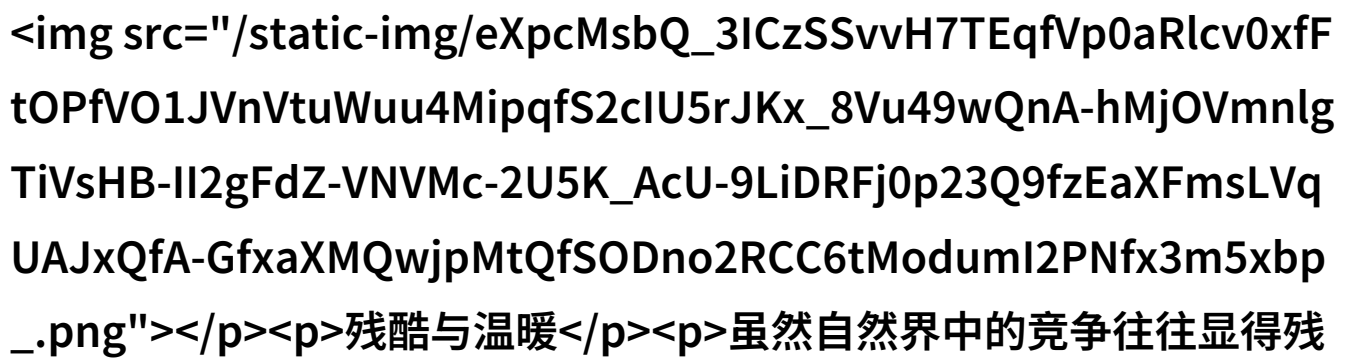 <img src="/static-img/eXpcMsbQ_3ICzSSvvH7TEqfVp0aRlcv0xfF
tOPfVO1JVnVtuWuu4MipqfS2cIU5rJKx_8Vu49wQnA-hMjOVmnlg
TiVsHB-II2gFdZ-VNVMc-2U5K_AcU-9LiDRFj0p23Q9fzEaXFmsLVq
UAJxQfA-GfxaXMQwjpMtQfSODno2RCC6tModumI2PNfx3m5xbp
_.png"></p><p>残酷与温暖</p><p>虽然自然界中的竞争往往显得残